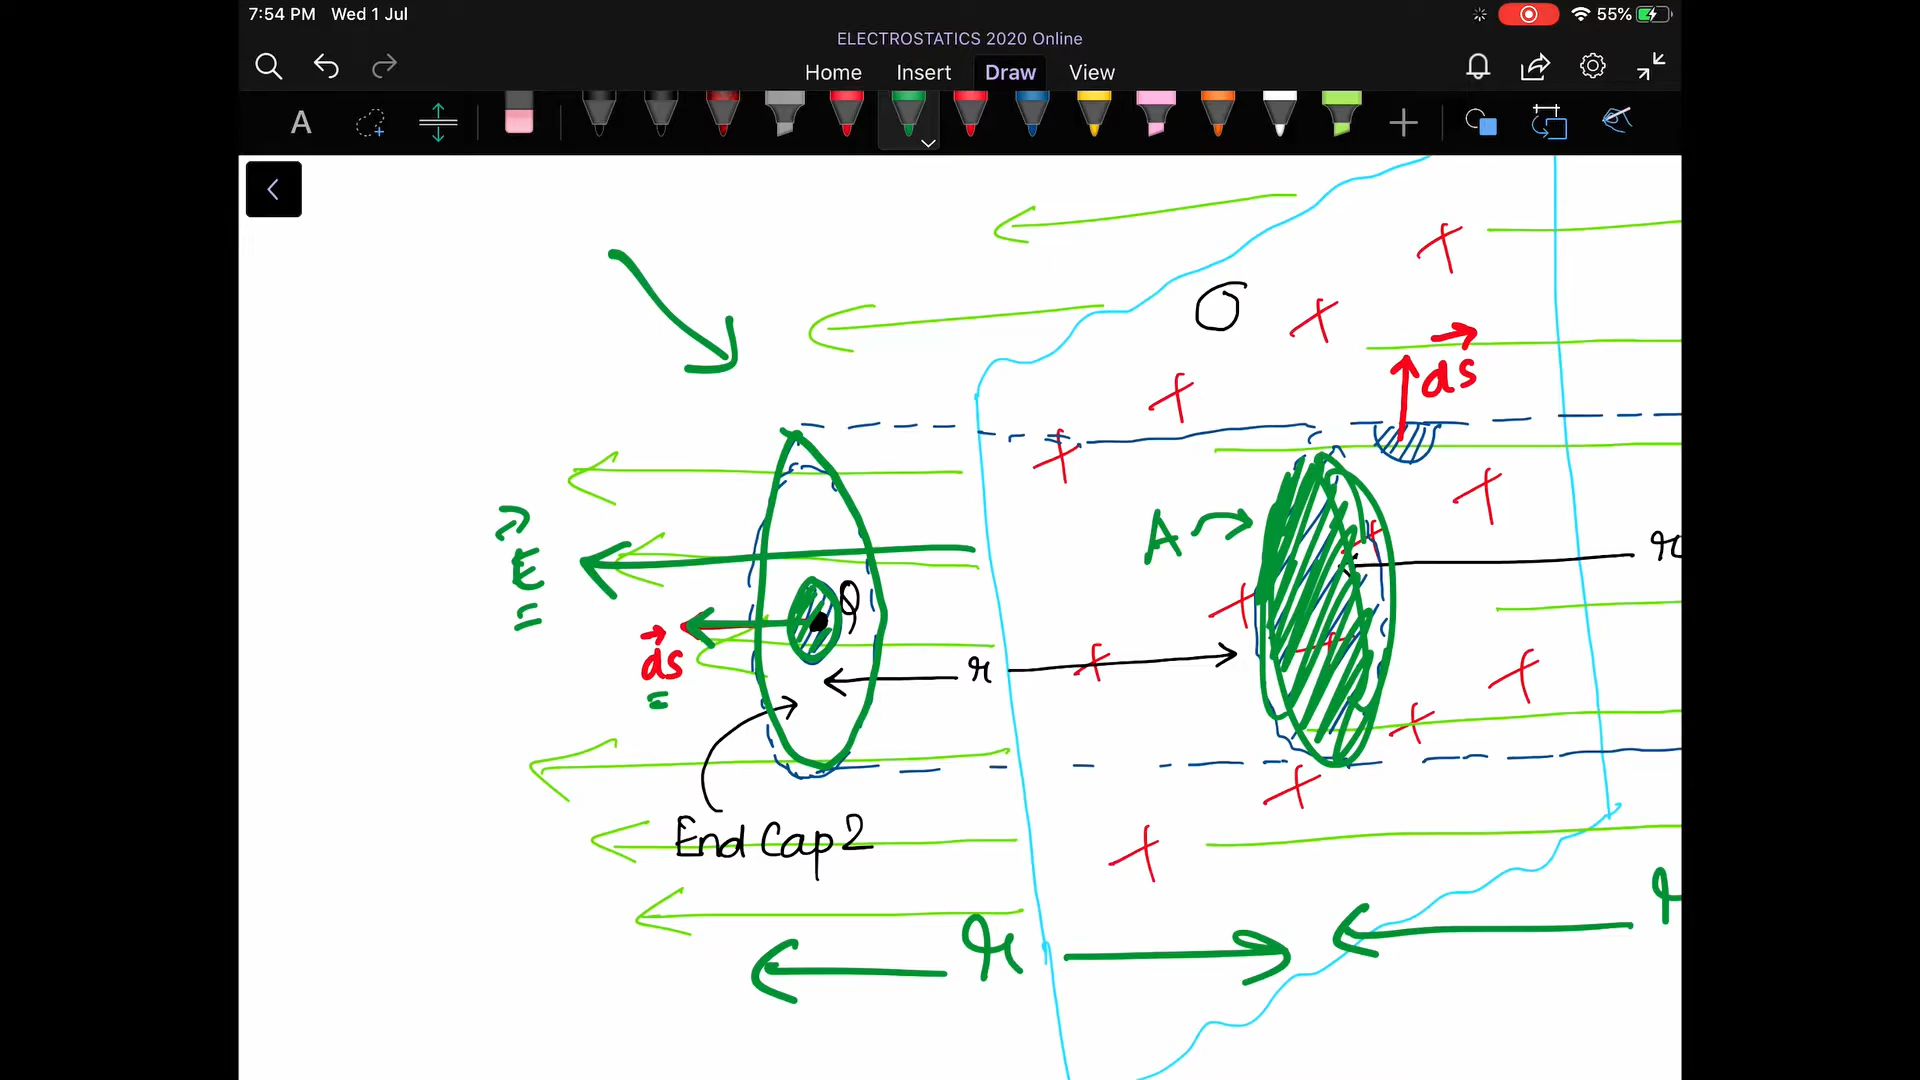 7:54 PM Wed 1 Jul
55%
ELECTROSTATICS 2020 Online
Home Insert Draw View
A
σ
ds
A
E
r
Q
ds
r
End Cap 2
r